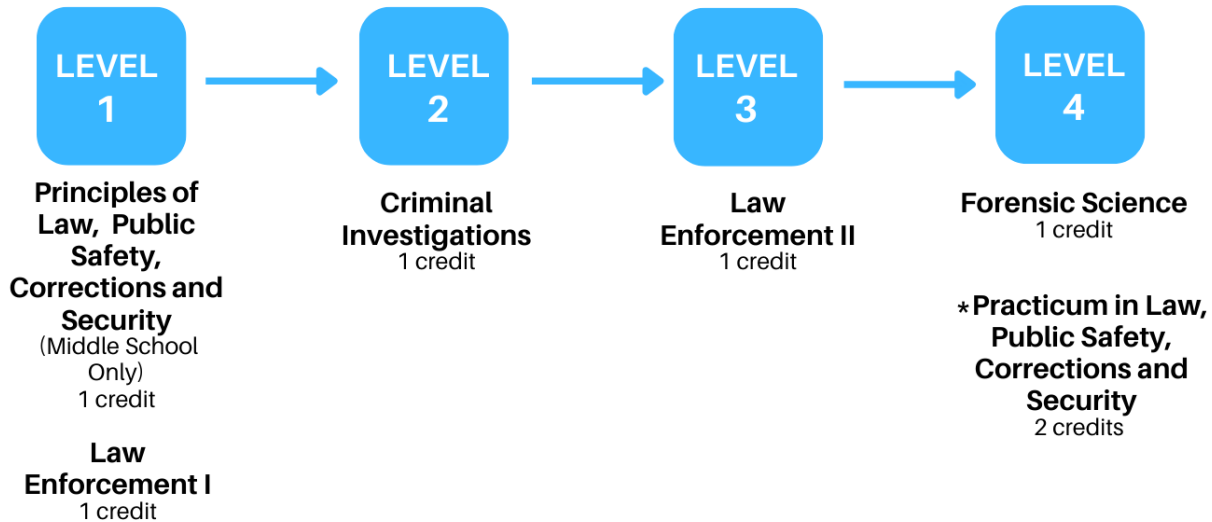 LEVEL
1
Principles of
Law,  Public
Safety,
Corrections and
Security
(Middle School
Only)
1 credit
Law
Enforcement I
1 credit
LEVEL
2
Criminal
Investigations
1 credit
LEVEL
3
Law
Enforcement II
1 credit
LEVEL
4
Forensic Science
1 credit
*Practicum in Law,
Public Safety,
Corrections and
Security
2 credits